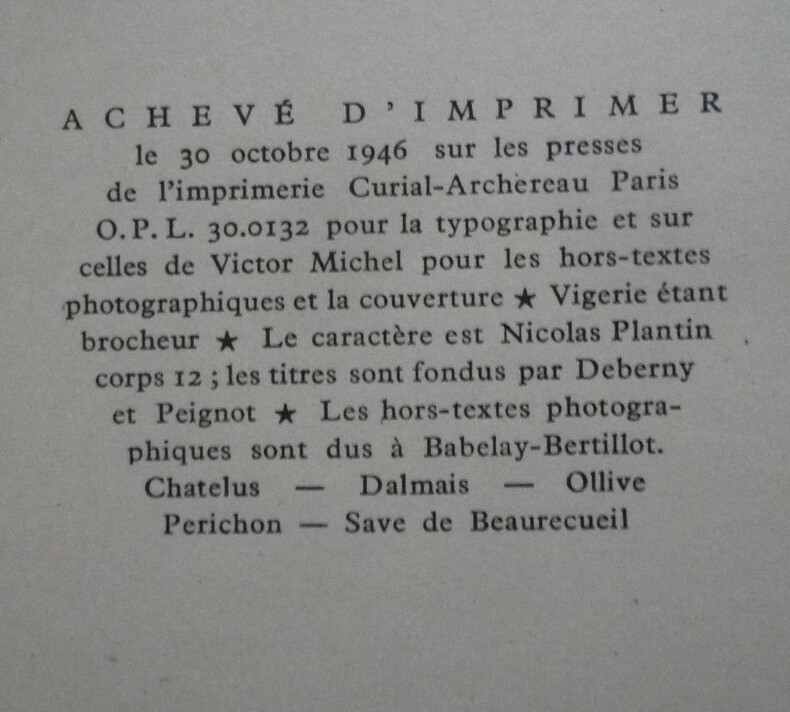 ACHEVÉ D'IMPRIMER
le 30 octobre 1946 sur les presses
de l'imprimerie Curial-Archereau Paris
O.P.L. 30.0132 pour la typographie et sur
celles de Victor Michel pour les hors-textes
photographiques et la couverture ★ Vigerie étant
brocheur ★ Le caractère est Nicolas Plantin
corps 12 ; les titres sont fondus par Deberny
et Peignot ★ Les hors-textes photogra-
phiques sont dus à Babelay-Bertillot.
Chatelus — Dalmais — Ollive
Perichon — Save de Beaurecueil